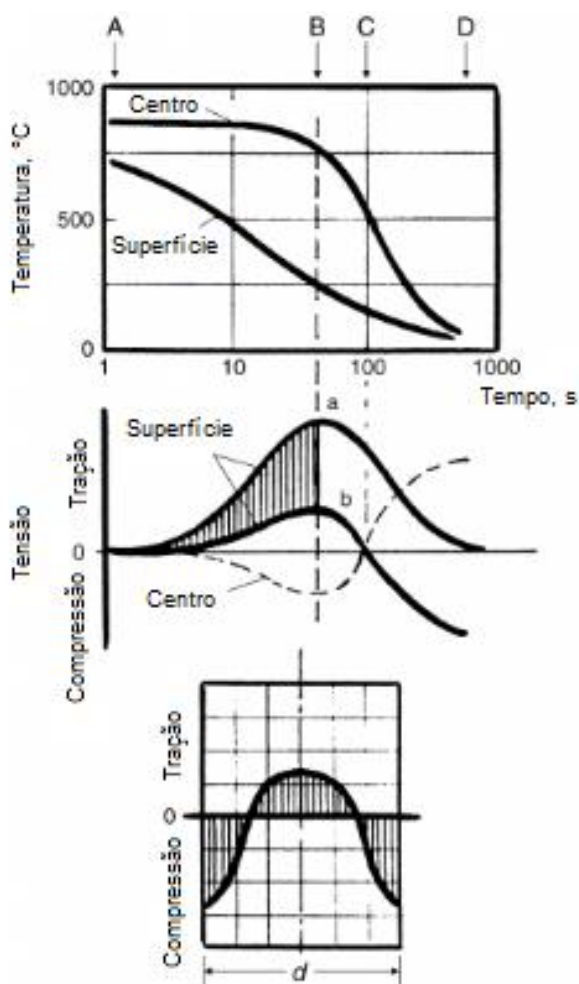 A B C D
1000
Centro
Temperatura, °C
500
Superfície
0
1 10 100 1000
Tempo, s
a
Superfície
Tração
b
Tensão
0
Centro
Compressão
Tração
0
Compressão
d